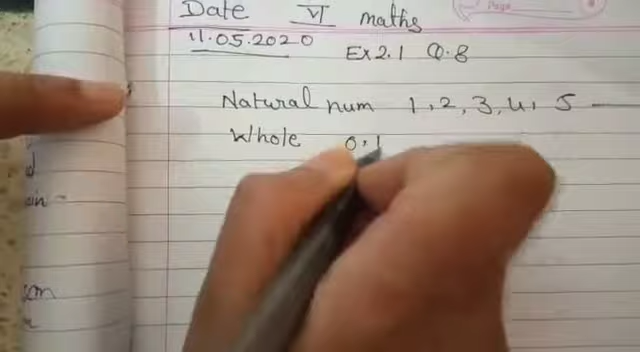 Page
Date VI maths
11.05.2020
Ex 2.1 Q.8
Natural num 1, 2, 3, 4, 5
Whole 0, 1